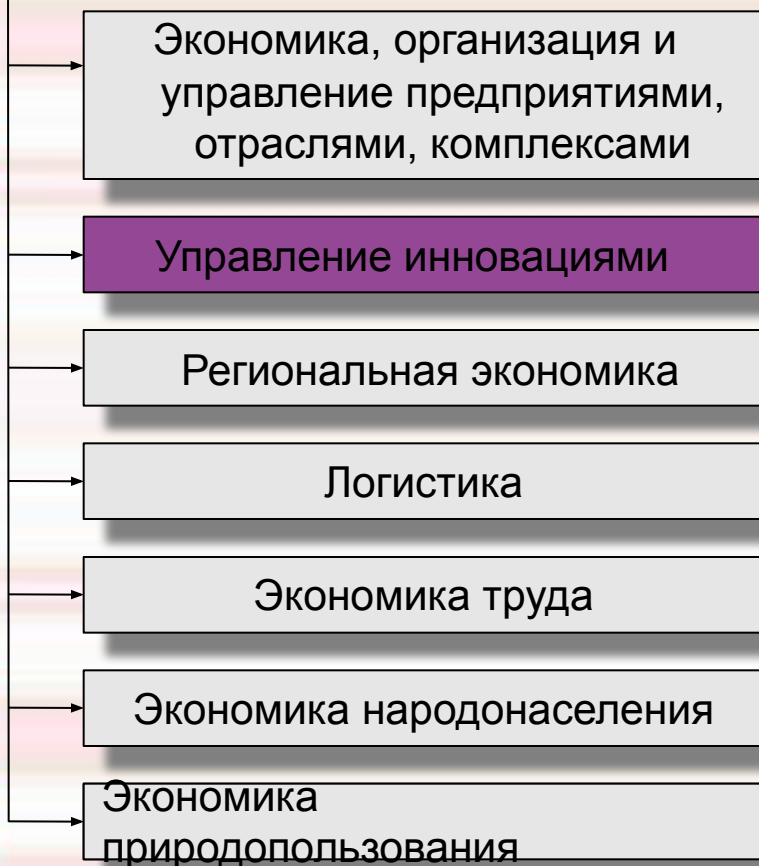 Экономика, организация и
управление предприятиями,
отраслями, комплексами
Управление инновациями
Региональная экономика
Логистика
Экономика труда
Экономика народонаселения
Экономика
природопользования